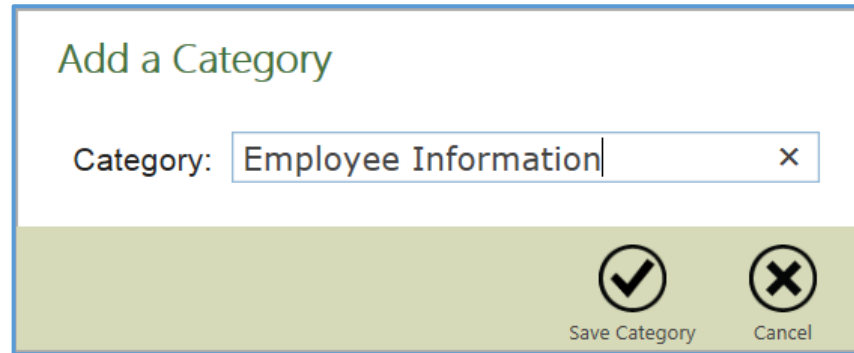 Add a Category
Category: Employee Information
Save Category Cancel